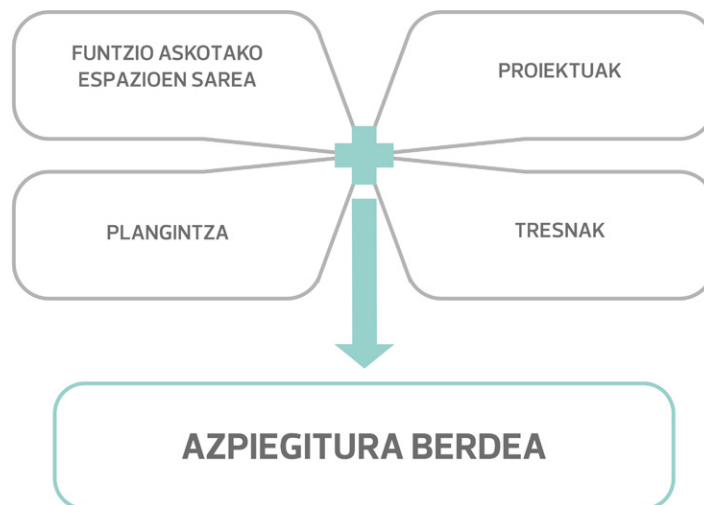 FUNTZIO ASKOTAKO
ESPAZIOEN SAREA
PROIEKTUAK
PLANGINTZA
TRESNAK
AZPIEGITURA BERDEA